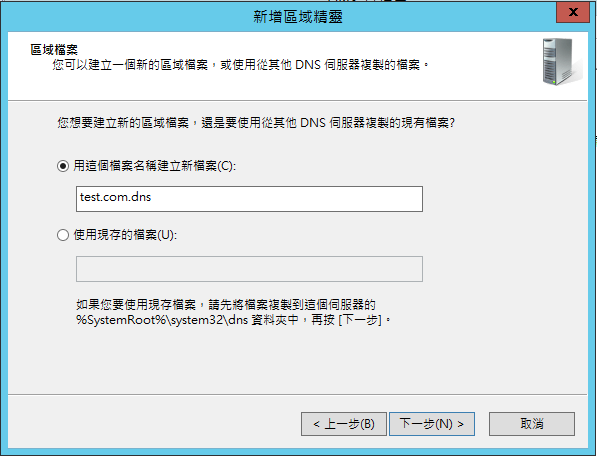 新增區域精靈
x
區域檔案
您可以建立一個新的區域檔案，或使用從其他 DNS 伺服器複製的檔案。
您想要建立新的區域檔案，還是要使用從其他 DNS 伺服器複製的現有檔案?
用這個檔案名稱建立新檔案(C):
test.com.dns
使用現存的檔案(U):
如果您要使用現存檔案，請先將檔案複製到這個伺服器的
%SystemRoot%\system32\dns 資料夾中，再按 [下一步]。
< 上一步(B) 下一步(N) > 取消